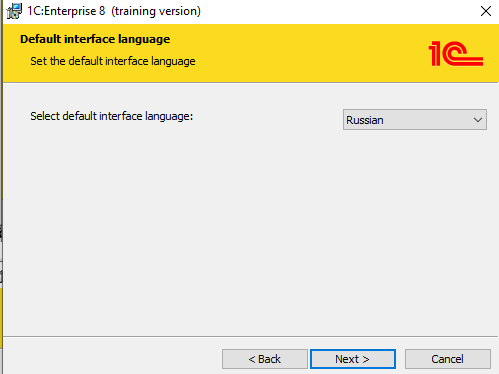 1C:Enterprise 8 (training version)
Default interface language
Set the default interface language
1C
Select default interface language:
Russian
< Back
Next >
Cancel